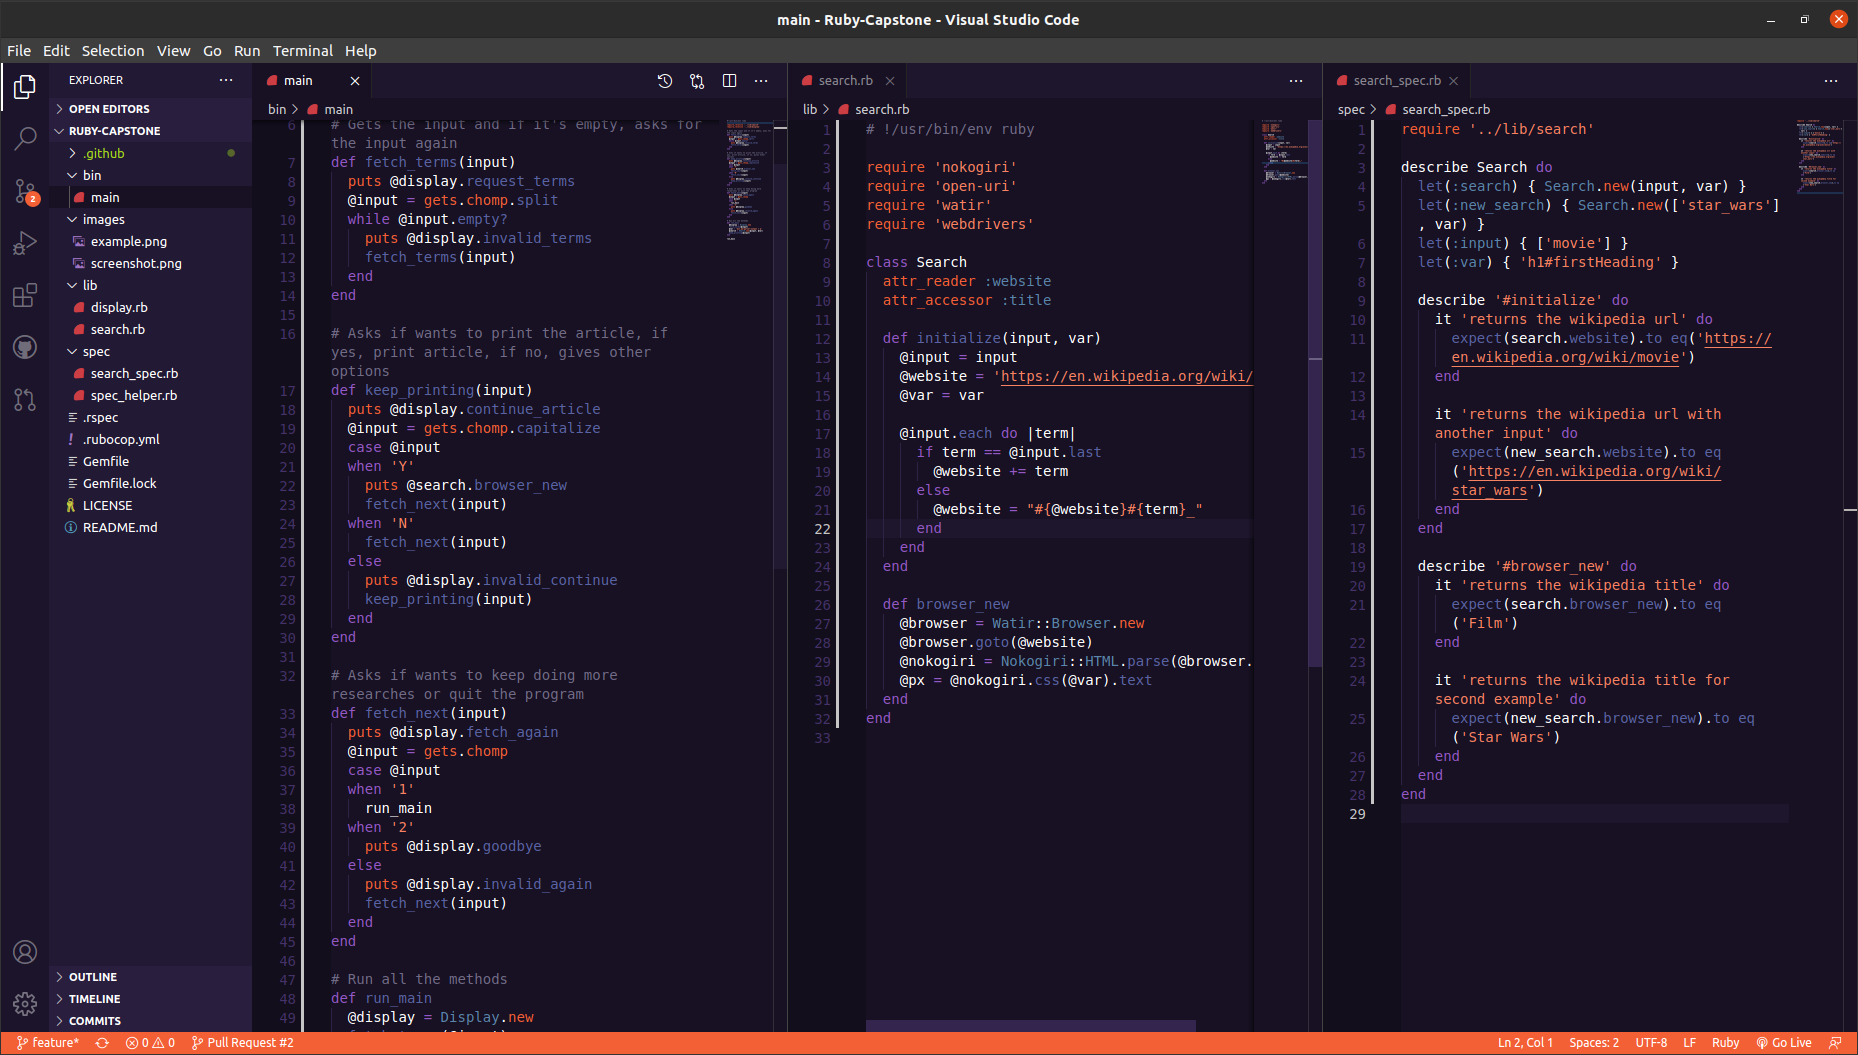 main - Ruby-Capstone - Visual Studio Code
File Edit Selection View Go Run Terminal Help
EXPLORER
OPEN EDITORS
RUBY-CAPSTONE
.github
bin
main
images
example.png
screenshot.png
lib
display.rb
search.rb
spec
search_spec.rb
spec_helper.rb
.rspec
.rubocop.yml
Gemfile
Gemfile.lock
LICENSE
README.md
OUTLINE
TIMELINE
COMMITS
2
main
bin > main
6 # Gets the input and if it's empty, asks for
the input again
7 def fetch_terms(input)
8 puts @display.request_terms
9 @input = gets.chomp.split
10 while @input.empty?
11 puts @display.invalid_terms
12 fetch_terms(input)
13 end
14 end
15
16 # Asks if wants to print the article, if
yes, print article, if no, gives other
options
17 def keep_printing(input)
18 puts @display.continue_article
19 @input = gets.chomp.capitalize
20 case @input
21 when 'Y'
22 puts @search.browser_new
23 fetch_next(input)
24 when 'N'
25 fetch_next(input)
26 else
27 puts @display.invalid_continue
28 keep_printing(input)
29 end
30 end
31
32 # Asks if wants to keep doing more
researches or quit the program
33 def fetch_next(input)
34 puts @display.fetch_again
35 @input = gets.chomp
36 case @input
37 when '1'
38 run_main
39 when '2'
40 puts @display.goodbye
41 else
42 puts @display.invalid_again
43 fetch_next(input)
44 end
45 end
46
47 # Run all the methods
48 def run_main
49 @display = Display.new
search.rb
lib > search.rb
1 # !/usr/bin/env ruby
2
3 require 'nokogiri'
4 require 'open-uri'
5 require 'watir'
6 require 'webdrivers'
7
8 class Search
9 attr_reader :website
10 attr_accessor :title
11
12 def initialize(input, var)
13 @input = input
14 @website = 'https://en.wikipedia.org/wiki/
15 @var = var
16
17 @input.each do |term|
18 if term == @input.last
19 @website += term
20 else
21 @website = "#{@website}#{term}_"
22 end
23 end
24 end
25
26 def browser_new
27 @browser = Watir::Browser.new
28 @browser.goto(@website)
29 @nokogiri = Nokogiri::HTML.parse(@browser.
30 @px = @nokogiri.css(@var).text
31 end
32 end
33
search_spec.rb
spec > search_spec.rb
1 require '../lib/search'
2
3 describe Search do
4 let(:search) { Search.new(input, var) }
5 let(:new_search) { Search.new(['star_wars']
, var) }
6 let(:input) { ['movie'] }
7 let(:var) { 'h1#firstHeading' }
8
9 describe '#initialize' do
10 it 'returns the wikipedia url' do
11 expect(search.website).to eq('https://
en.wikipedia.org/wiki/movie')
12 end
13
14 it 'returns the wikipedia url with
another input' do
15 expect(new_search.website).to eq
('https://en.wikipedia.org/wiki/
star_wars')
16 end
17 end
18
19 describe '#browser_new' do
20 it 'returns the wikipedia title' do
21 expect(search.browser_new).to eq
('Film')
22 end
23
24 it 'returns the wikipedia title for
second example' do
25 expect(new_search.browser_new).to eq
('Star Wars')
26 end
27 end
28 end
29
feature* 0 0 Pull Request #2 Ln 2, Col 1 Spaces: 2 UTF-8 LF Ruby Go Live